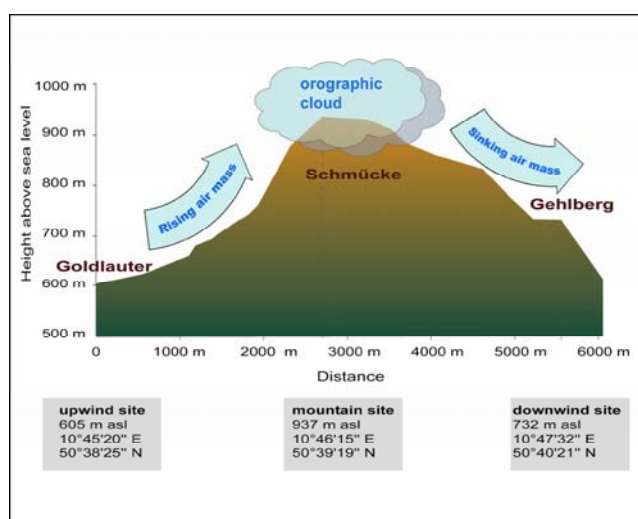 orographic
cloud
1000 m
900 m
800 m
700 m
600 m
500 m
Height above sea level
Rising air mass
Sinking air mass
Schmücke
Gehlberg
Goldlauter
0 1000 m 2000 m 3000 m 4000 m 5000 m 6000 m
Distance
upwind site
605 m asl
10°45'20" E
50°38'25" N
mountain site
937 m asl
10°46'15" E
50°39'19" N
downwind site
732 m asl
10°47'32" E
50°40'21" N